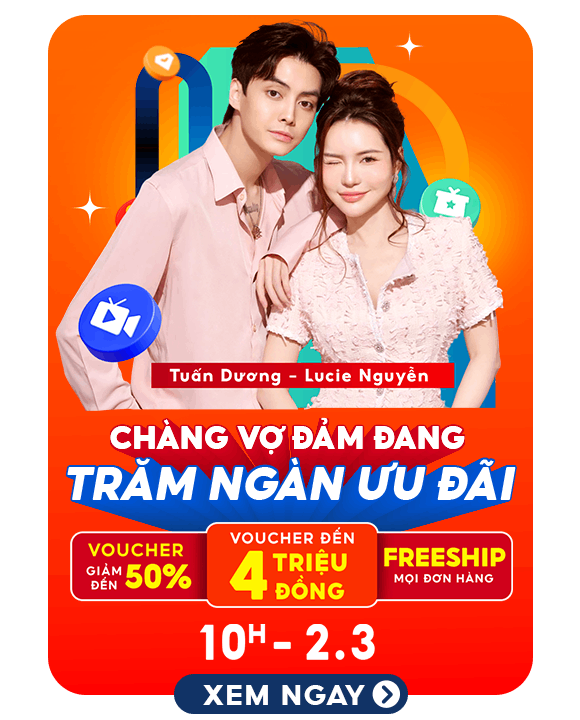 Tuấn Dương - Lucie Nguyễn
CHÀNG VỢ ĐẢM ĐANG
TRĂM NGÀN ƯU ĐÃI
VOUCHER
GIẢM ĐẾN 50%
VOUCHER ĐẾN
4 TRIỆU ĐỒNG
FREESHIP
MỌI ĐƠN HÀNG
10H - 2.3
XEM NGAY